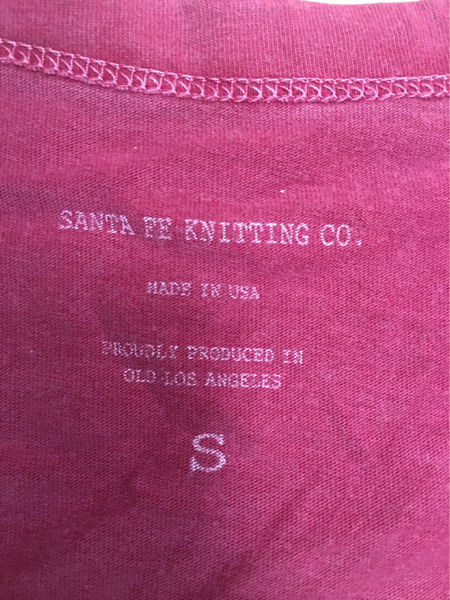 SANTA FE KNITTING CO.
MADE IN USA
PROUDLY PRODUCED IN
OLD LOS ANGELES
S